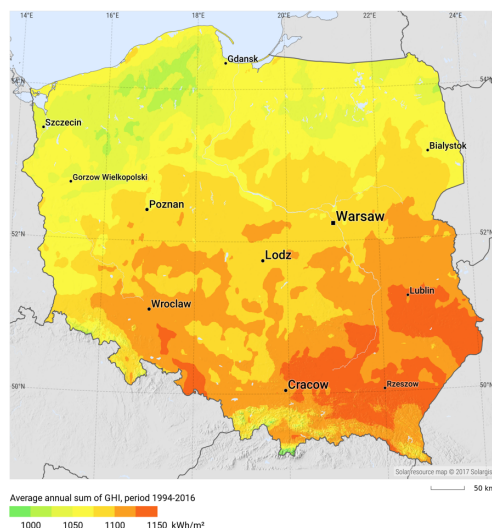 14°E 16°E 18°E 20°E 22°E 24°E
Gdansk
54°N 54°N
Szczecin
Bialystok
Gorzow Wielkopolski
Poznan
Warsaw
52°N 52°N
Lodz
Lublin
Wroclaw
50°N 50°N
Cracow
Rzeszow
Solar resource map © 2017 Solargis
50 km
Average annual sum of GHI, period 1994-2016
1000 1050 1100 1150 kWh/m²